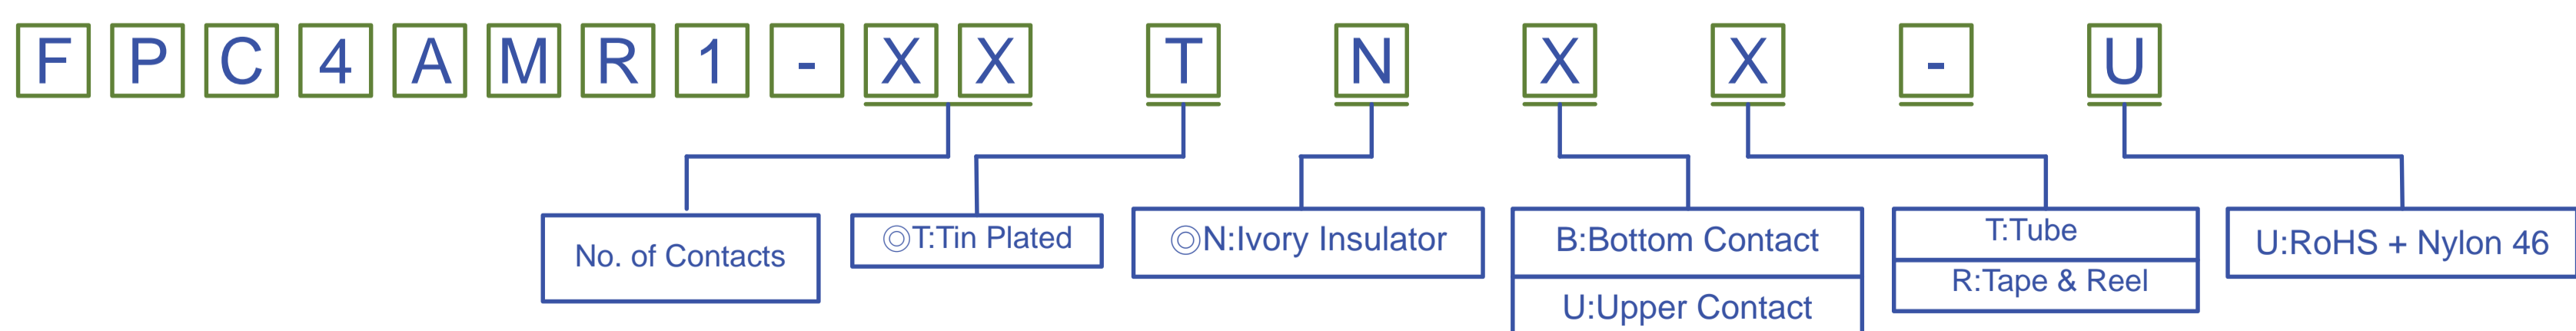 F P C 4 A M R 1 - X X T N X X - U
No. of Contacts
◎T:Tin Plated
◎N:Ivory Insulator
B:Bottom Contact
U:Upper Contact
T:Tube
R:Tape & Reel
U:RoHS + Nylon 46